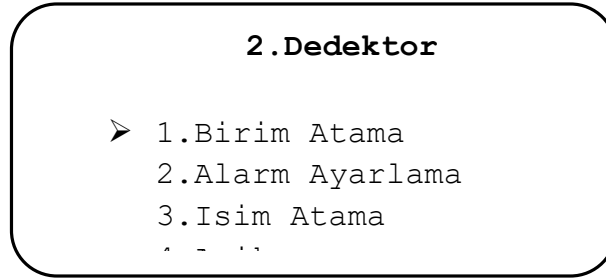 2.Dedektor
➤ 1.Birim Atama
2.Alarm Ayarlama
3.Isim Atama